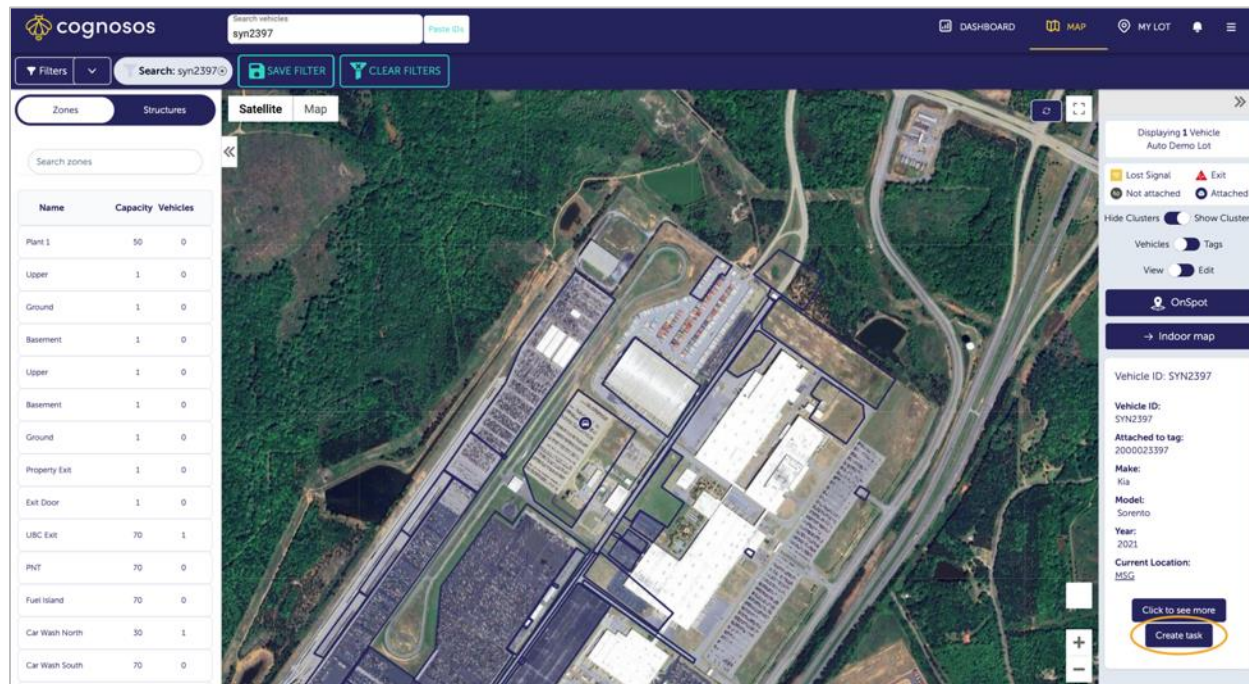 cognosos
Search vehicles
syn2397
Paste IDs
DASHBOARD
MAP
MY LOT
Filters
Search: syn2397
SAVE FILTER
CLEAR FILTERS
Zones
Structures
Search zones
Name Capacity Vehicles
Plant 1 50 0
Upper 1 0
Ground 1 0
Basement 1 0
Upper 1 0
Basement 1 0
Ground 1 0
Property Exit 1 0
Exit Door 1 0
UBC Exit 70 1
PNT 70 0
Fuel Island 70 0
Car Wash North 30 1
Car Wash South 70 0
Satellite Map
Displaying 1 Vehicle
Auto Demo Lot
Lost Signal Exit
Not attached Attached
Hide Clusters Show Cluster
Vehicles Tags
View Edit
OnSpot
Indoor map
Vehicle ID: SYN2397
Vehicle ID:
SYN2397
Attached to tag:
2000023397
Make:
Kia
Model:
Sorento
Year:
2021
Current Location:
MSG
Click to see more
Create task